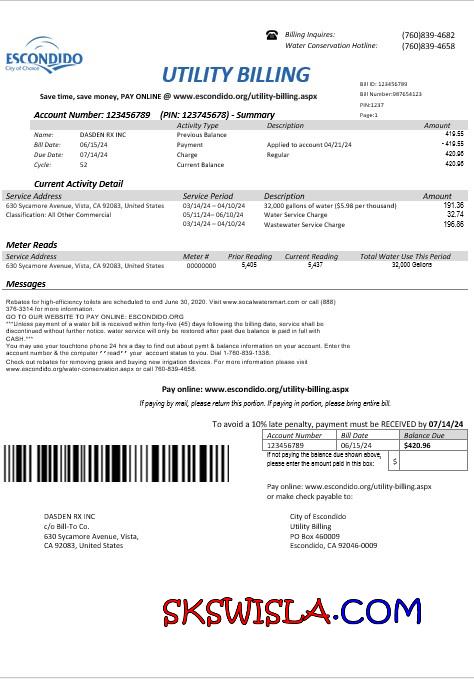 ESCONDIDO
City of Choice
Billing Inquires: (760)839-4682
Water Conservation Hotline: (760)839-4658
UTILITY BILLING
Save time, save money, PAY ONLINE @ www.escondido.org/utility-billing.aspx
Bill ID: 123456789
Bill Number:987654123
PIN:1237
Page:1
Account Number: 123456789 (PIN: 123745678) - Summary
Activity Type Description Amount
Name: DASDEN RX INC Previous Balance 419.55
Bill Date: 06/15/24 Payment Applied to account 04/21/24 -419.55
Due Date: 07/14/24 Charge Regular 420.96
Cycle: 52 Current Balance 420.96
Current Activity Detail
Service Address Service Period Description Amount
630 Sycamore Avenue, Vista, CA 92083, United States 03/14/24 – 04/10/24 32,000 gallons of water ($5.98 per thousand) 191.36
Classification: All Other Commercial 05/11/24– 06/10/24 Water Service Charge 32.74
03/14/24 – 04/10/24 Wastewater Service Charge 196.86
Meter Reads
Service Address Meter # Prior Reading Current Reading Total Water Use This Period
630 Sycamore Avenue, Vista, CA 92083, United States 00000000 5,405 5,437 32,000 Gallons
Messages
Rebates for high-efficiency toilets are scheduled to end June 30, 2020. Visit www.socalwatersmart.com or call (888)
376-3314 for more information.
GO TO OUR WEBSITE TO PAY ONLINE: ESCONDIDO.ORG
***Unless payment of a water bill is received within forty-five (45) days following the billing date, service shall be
discontinued without further notice. water service will only be restored after past due balance is paid in full with
CASH.***
You may use your touchtone phone 24 hrs a day to find out about pymt & balance information on your account. Enter the
account number & the computer **read** your account status to you. Dial 1-760-839-1338.
Check out rebates for removing grass and buying new irrigation devices. For more information please visit
www.escondido.org/water-conservation.aspx or call 760-839-4658.
Pay online: www.escondido.org/utility-billing.aspx
If paying by mail, please return this portion. If paying in portion, please bring entire bill.
To avoid a 10% late penalty, payment must be RECEIVED by 07/14/24
Account Number Bill Date Balance Due
123456789 06/15/24 $420.96
If not paying the balance due shown above,
please enter the amount paid in this box: $
Pay online: www.escondido.org/utility-billing.aspx
or make check payable to:
DASDEN RX INC
c/o Bill-To Co.
630 Sycamore Avenue, Vista,
CA 92083, United States
City of Escondido
Utility Billing
PO Box 460009
Escondido, CA 92046-0009
SKSWISLA.COM